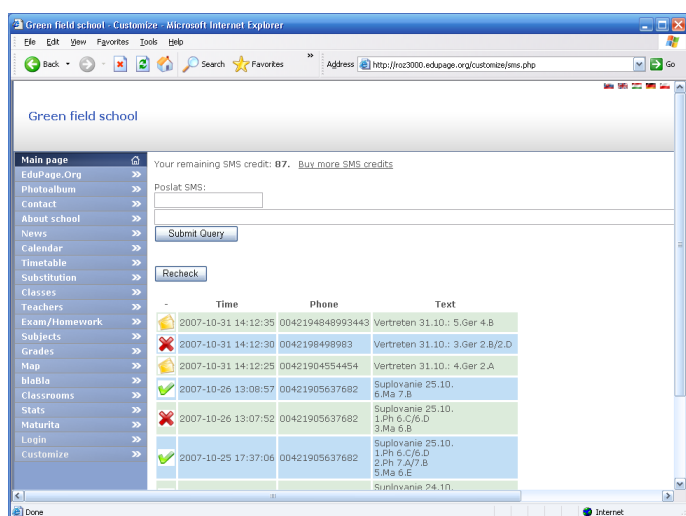 Green field school - Customize - Microsoft Internet Explorer
File Edit View Favorites Tools Help
Back Search Favorites » Address http://roz3000.edupage.org/customize/sms.php Go
Green field school
Main page
EduPage.Org
Photoalbum
Contact
About school
News
Calendar
Timetable
Substitution
Classes
Teachers
Exam/Homework
Subjects
Grades
Map
blaBla
Classrooms
Stats
Maturita
Login
Customize
Your remaining SMS credit: 87. Buy more SMS credits
Poslat SMS:
Submit Query
Recheck
- Time Phone Text
2007-10-31 14:12:35 0042194848993443 Vertreten 31.10.: 5.Ger 4.B
2007-10-31 14:12:30 0042198498983 Vertreten 31.10.: 3.Ger 2.B/2.D
2007-10-31 14:12:25 00421904554454 Vertreten 31.10.: 4.Ger 2.A
2007-10-26 13:08:57 00421905637682 Suplovanie 25.10.
6.Ma 7.B
2007-10-26 13:07:52 00421905637682 Suplovanie 25.10.
1.Ph 6.C/6.D
3.Ma 6.B
2007-10-25 17:37:06 00421905637682 Suplovanie 25.10.
1.Ph 6.C/6.D
2.Ph 7.A/7.B
5.Ma 6.E
Suplovanie 24.10.
Done Internet